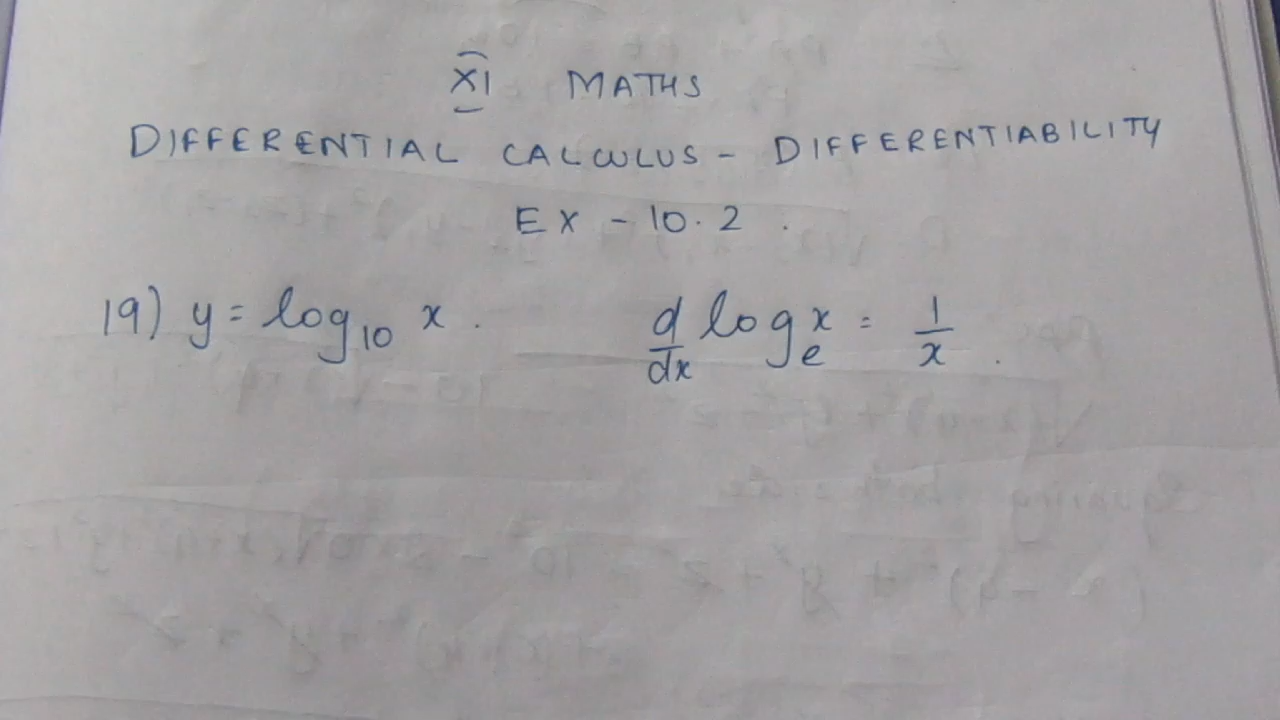 XI MATHS
DIFFERENTIAL CALCULUS - DIFFERENTIABILITY
EX - 10.2.
19) y = log₁₀ x. d/dx logₑ x = 1/x.